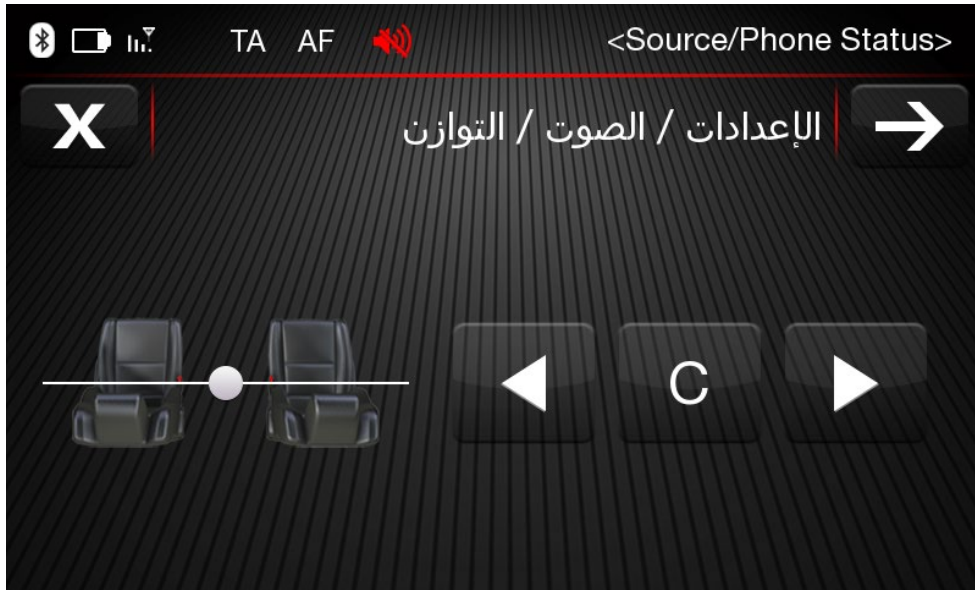 TA AF <Source/Phone Status>
X
الإعدادات / الصوت / التوازن
C